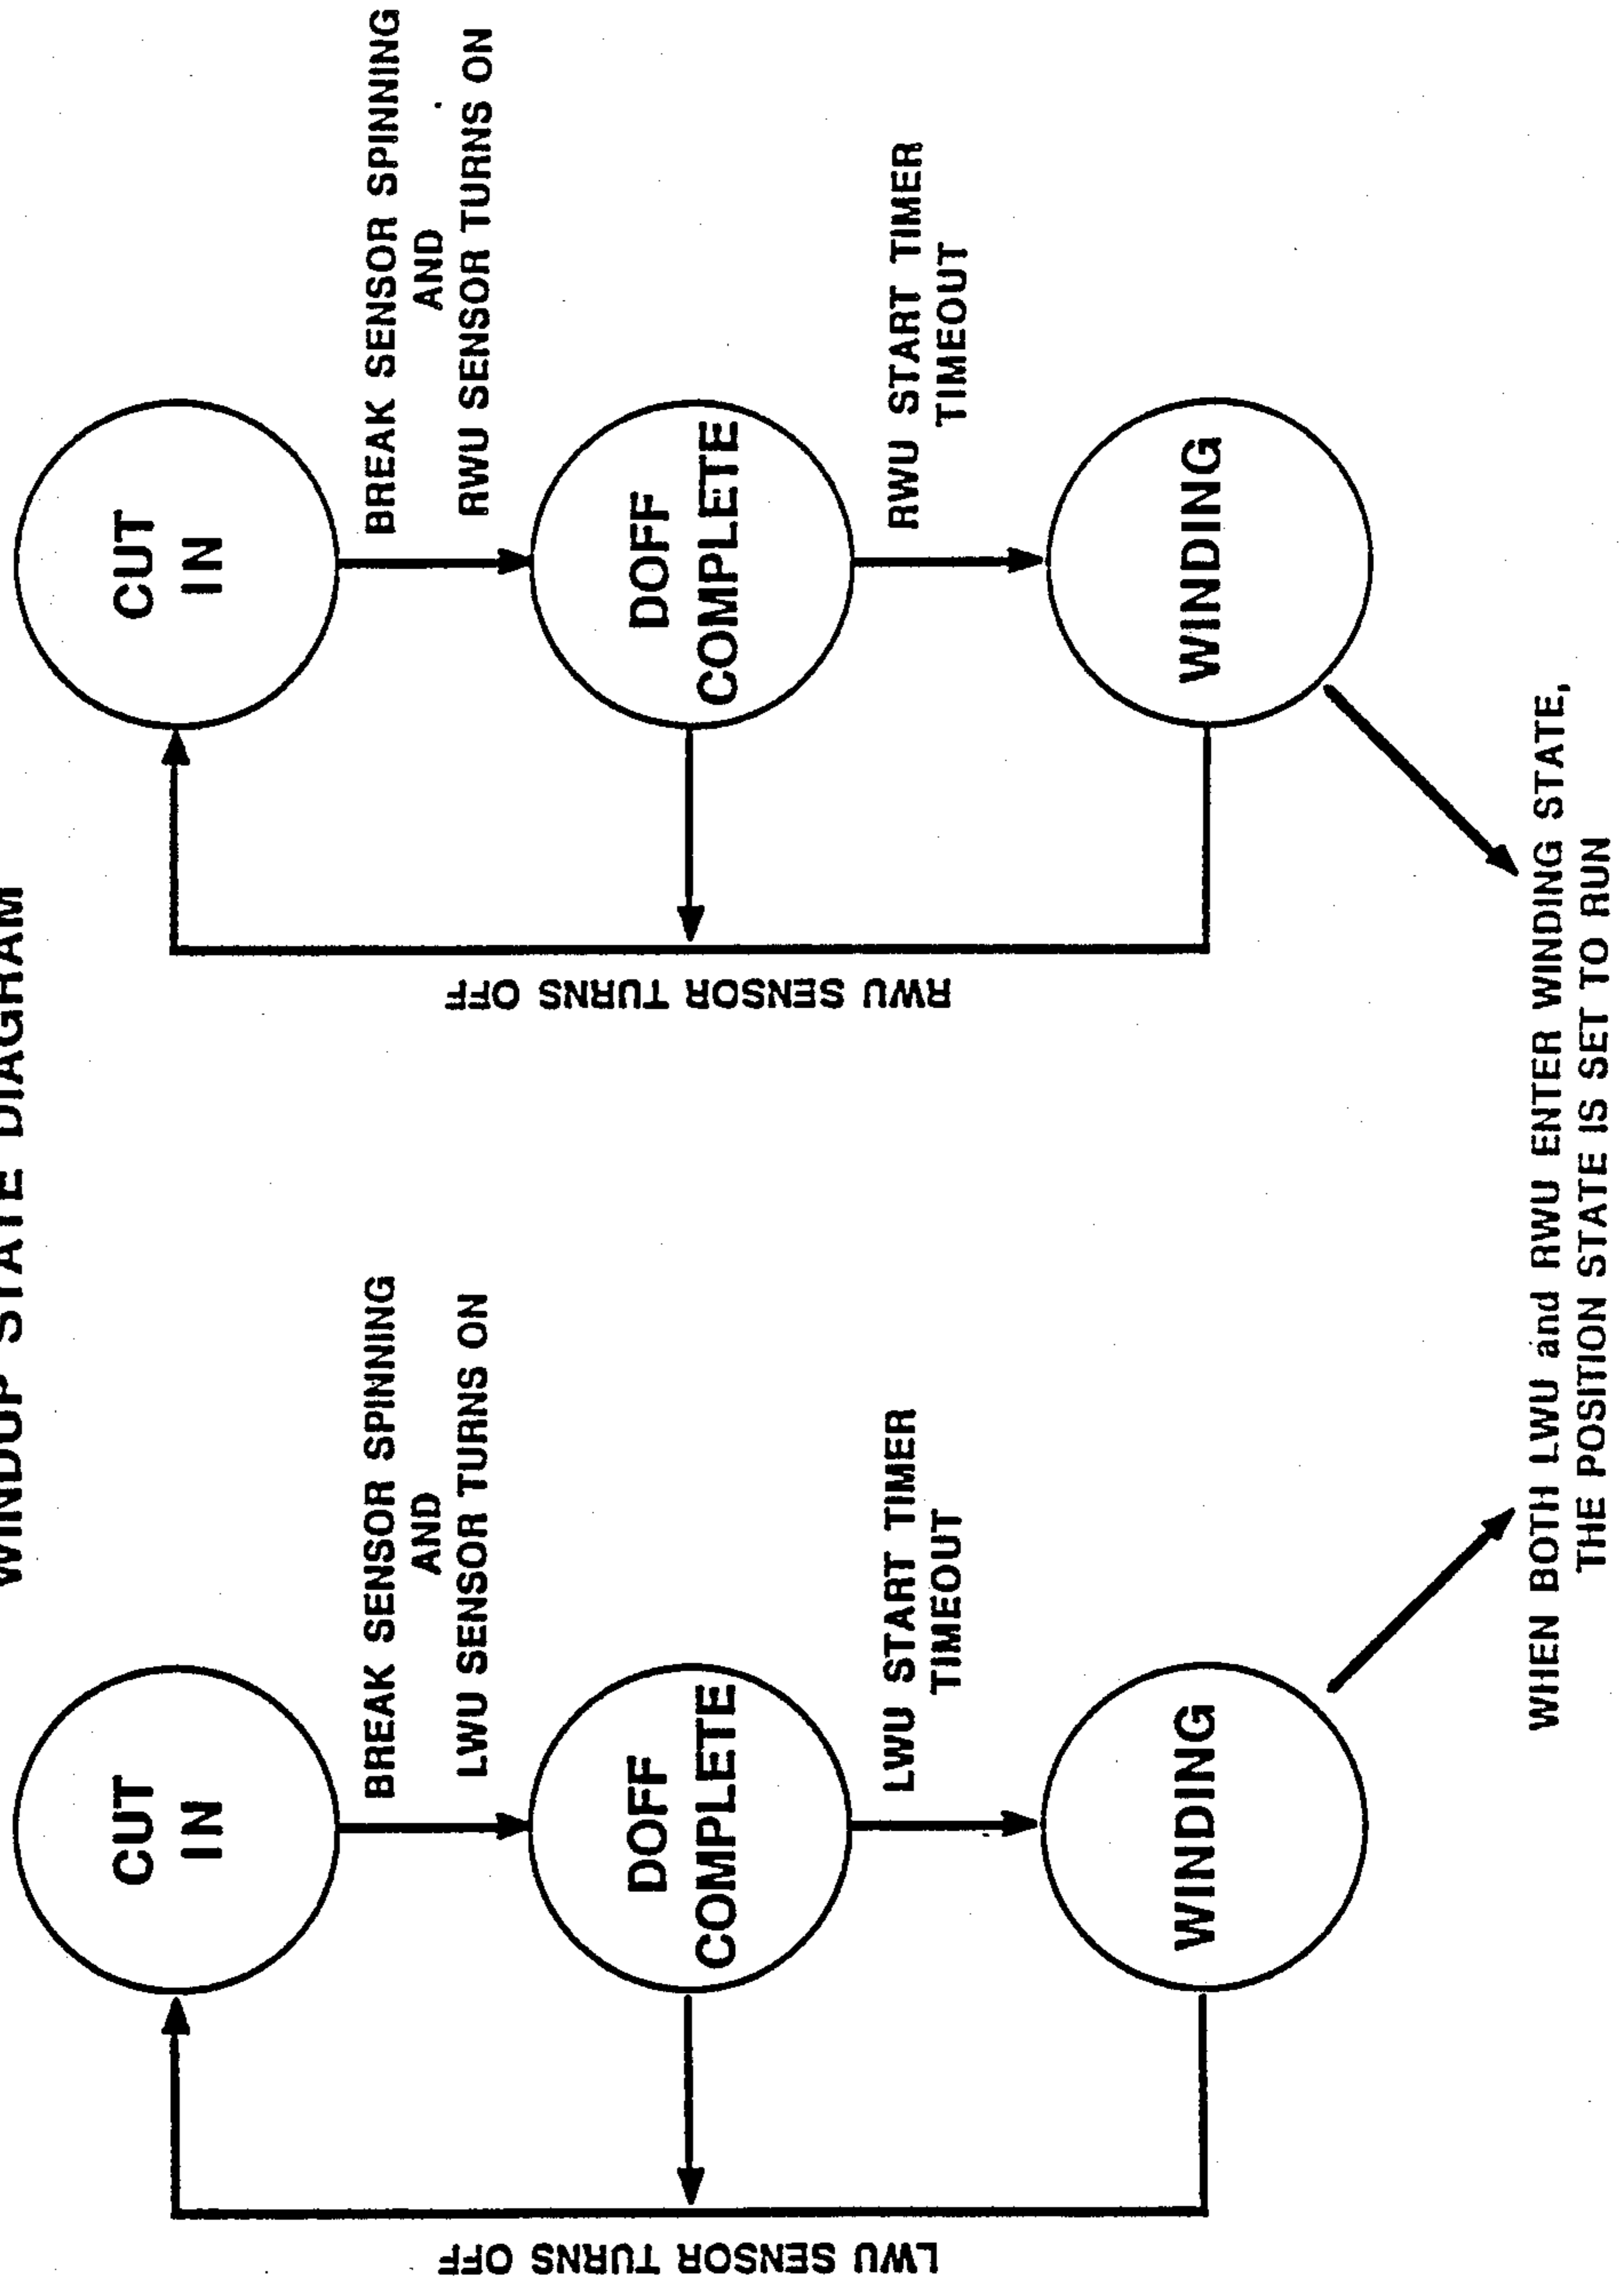 WINDUP STATE DIAGRAM
CUT
IN
BREAK SENSOR SPINNING
AND
LWU SENSOR TURNS ON
DOFF
COMPLETE
LWU START TIMER
TIMEOUT
WINDING
LWU SENSOR TURNS OFF
CUT
IN
BREAK SENSOR SPINNING
AND
RWU SENSOR TURNS ON
DOFF
COMPLETE
RWU START TIMER
TIMEOUT
WINDING
RWU SENSOR TURNS OFF
WHEN BOTH LWU and RWU ENTER WINDING STATE,
THE POSITION STATE IS SET TO RUN